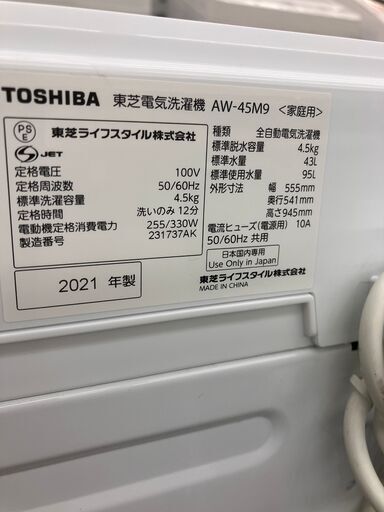 TOSHIBA 東芝電気洗濯機 AW-45M9 <家庭用>
PS
E
東芝ライフスタイル株式会社
S JET
定格電圧 100V
定格周波数 50/60Hz
標準洗濯容量 4.5kg
定格時間 洗いのみ 12分
電動機定格消費電力 255/330W
製造番号 231737AK
2021 年製
種類 全自動電気洗濯機
標準脱水容量 4.5kg
標準水量 43L
標準使用水量 95L
外形寸法 幅 555mm
奥行541mm
高さ945mm
電流ヒューズ(電源用) 10A
50/60Hz 共用
日本国内専用
Use Only in Japan
東芝ライフスタイル株式会社
MADE IN CHINA